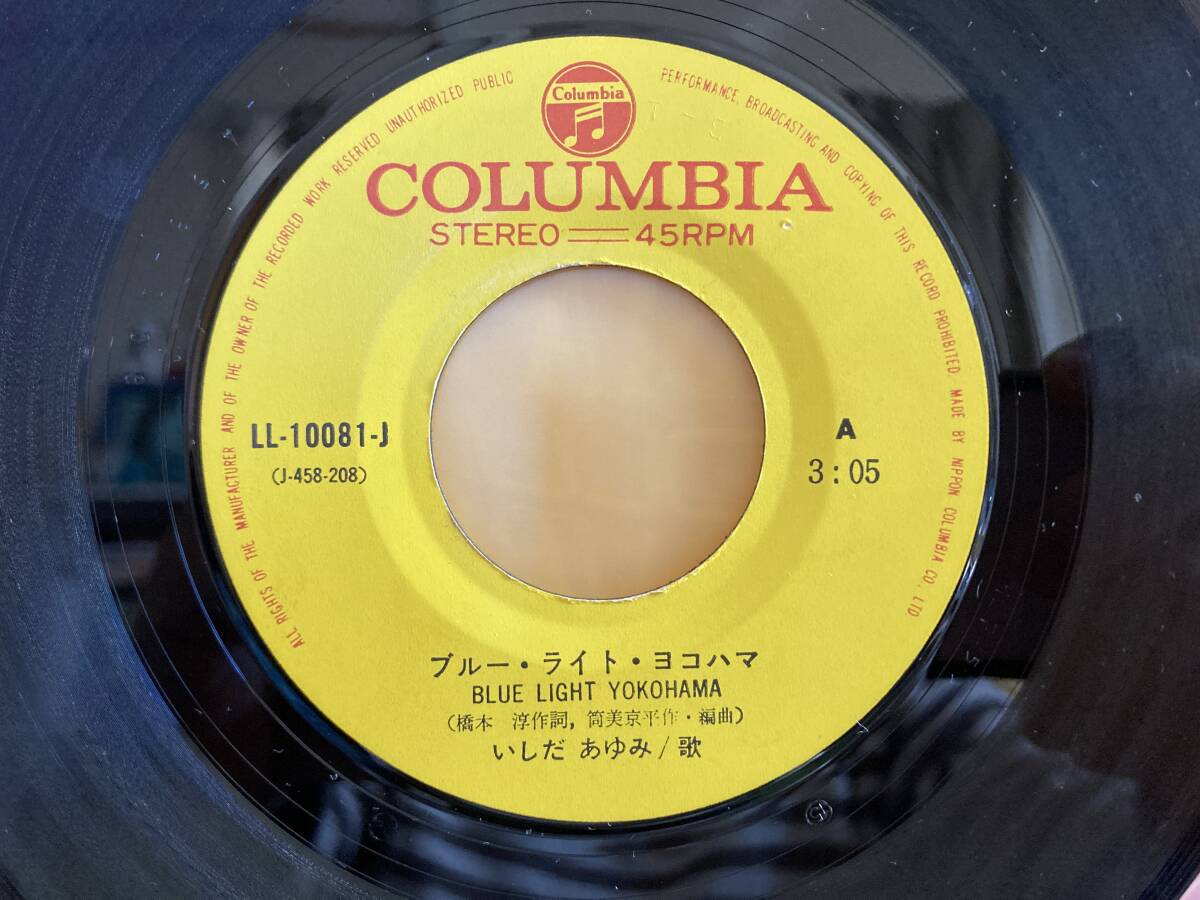 Columbia
COLUMBIA
STEREO=45RPM
ALL RIGHTS OF THE MANUFACTURER AND OF THE OWNER OF THE RECORDED WORK RESERVED UNAUTHORIZED PUBLIC PERFORMANCE, BROADCASTING AND COPYING OF THIS RECORD PROHIBITED. MADE BY NIPPON COLUMBIA CO., LTD
LL-10081-J
(J-458-208)
A
3:05
ブルー・ライト・ヨコハマ
BLUE LIGHT YOKOHAMA
(橋本 淳作詞, 筒美京平作・編曲)
いしだ あゆみ/歌